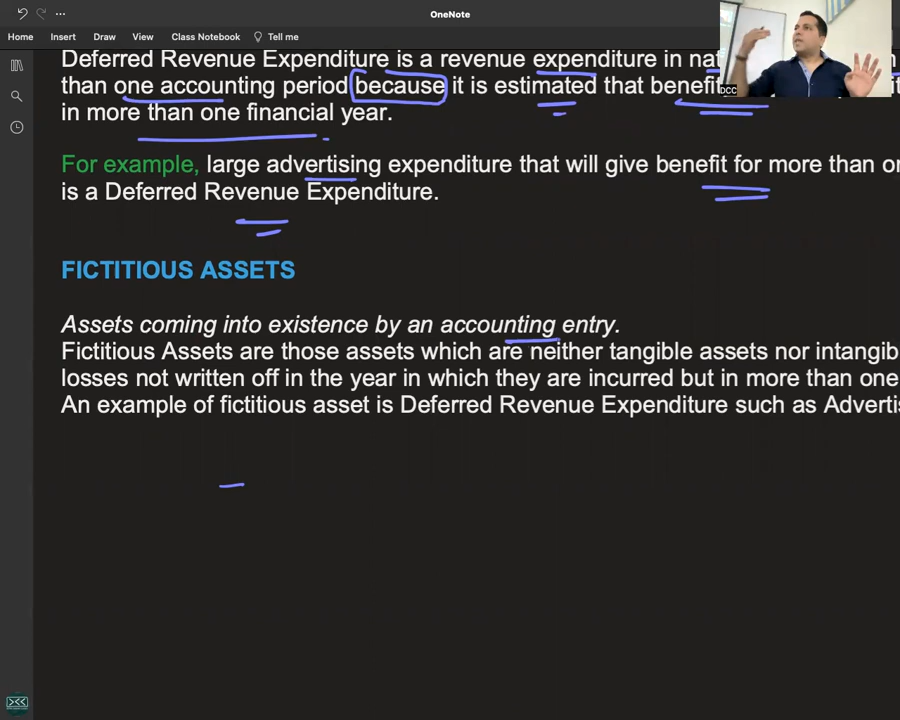 OneNote
Home Insert Draw View Class Notebook Tell me
DCC
Deferred Revenue Expenditure is a revenue expenditure in
than one accounting period because it is estimated that
in more than one financial year.
For example, large advertising expenditure that will give benefit for more than
is a Deferred Revenue Expenditure.
FICTITIOUS ASSETS
Assets coming into existence by an accounting entry.
Fictitious Assets are those assets which are neither tangible assets nor
losses not written off in the year in which they are incurred but in more than one
An example of fictitious asset is Deferred Revenue Expenditure such as